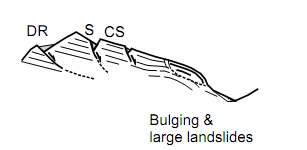 DR S CS
Bulging &
large landslides